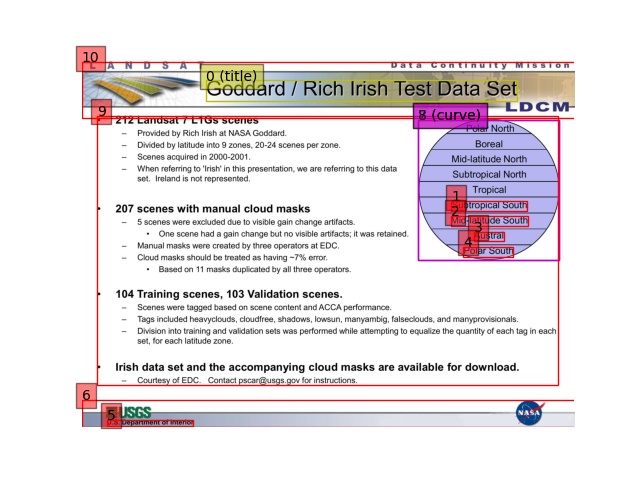 10
L A N D S A T
Data Continuity Mission
0 (title)
Goddard / Rich Irish Test Data Set
LDCM
9
212 Landsat 7 L1Gs scenes
– Provided by Rich Irish at NASA Goddard.
– Divided by latitude into 9 zones, 20-24 scenes per zone.
– Scenes acquired in 2000-2001.
– When referring to 'Irish' in this presentation, we are referring to this data
set. Ireland is not represented.
8 (curve)
Polar North
Boreal
Mid-latitude North
Subtropical North
Tropical
1
Subtropical South
2
Mid-latitude South
3
Austral
4
Polar South
• 207 scenes with manual cloud masks
– 5 scenes were excluded due to visible gain change artifacts.
• One scene had a gain change but no visible artifacts; it was retained.
– Manual masks were created by three operators at EDC.
– Cloud masks should be treated as having ~7% error.
• Based on 11 masks duplicated by all three operators.
• 104 Training scenes, 103 Validation scenes.
– Scenes were tagged based on scene content and ACCA performance.
– Tags included heavyclouds, cloudfree, shadows, lowsun, manyambig, falseclouds, and manyprovisionals.
– Division into training and validation sets was performed while attempting to equalize the quantity of each tag in each
set, for each latitude zone.
• Irish data set and the accompanying cloud masks are available for download.
– Courtesy of EDC. Contact pscar@usgs.gov for instructions.
6
5
USGS
U.S. Department of Interior
NASA